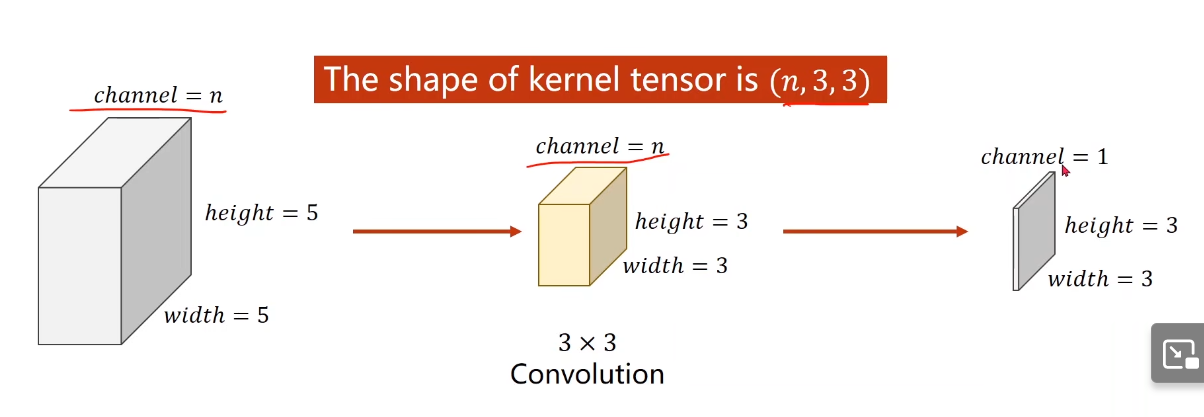 The shape of kernel tensor is (n, 3, 3)
channel = n
height = 5
width = 5
channel = n
height = 3
width = 3
3 × 3
Convolution
channel = 1
height = 3
width = 3